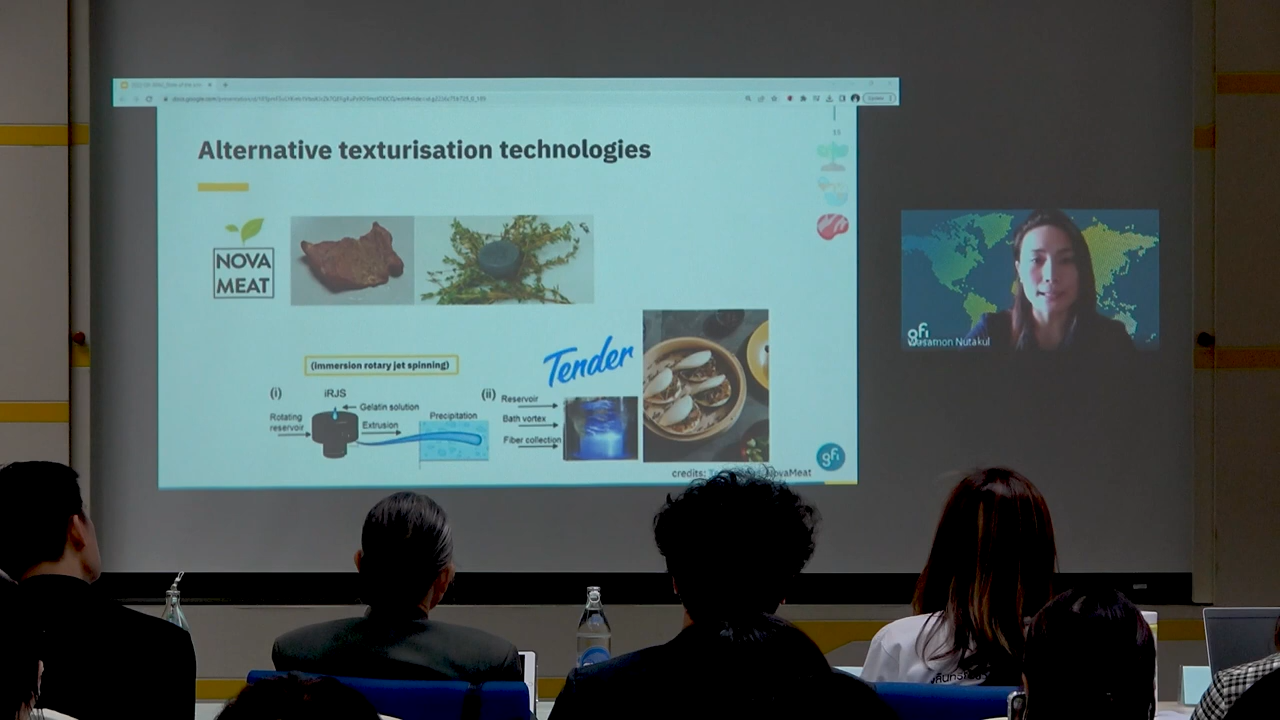 Alternative texturisation technologies
NOVA
MEAT
(immersion rotary jet spinning)
Tender
(i)
iRJS
Rotating
reservoir
Gelatin solution
Extrusion
Precipitation
(ii)
Reservoir
Bath vortex
Fiber collection
gfi
credits:
NovaMeat
gfi
Wasamon Nutakul